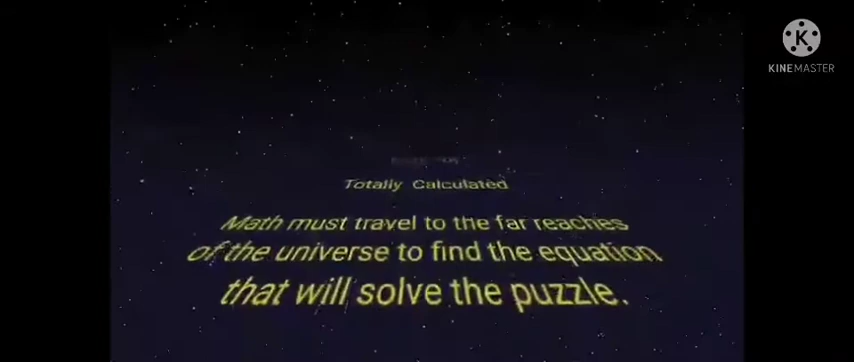 K
KINEMASTER
Totally Calculated
Math must travel to the far reaches
of the universe to find the equation
that will solve the puzzle.